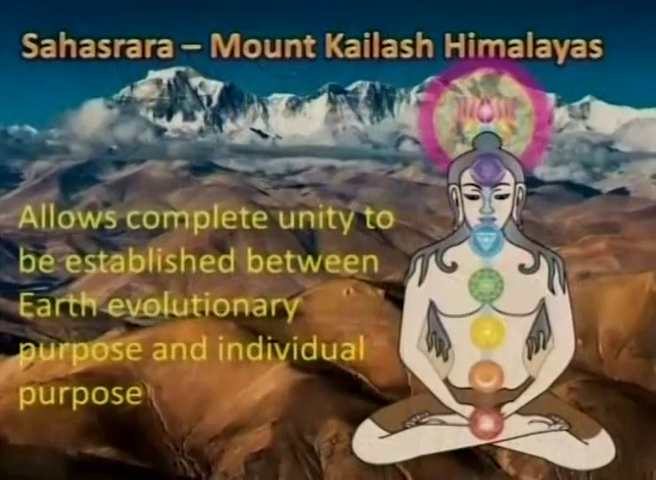 Sahasrara – Mount Kailash Himalayas
Allows complete unity to
be established between
Earth evolutionary
purpose and individual
purpose